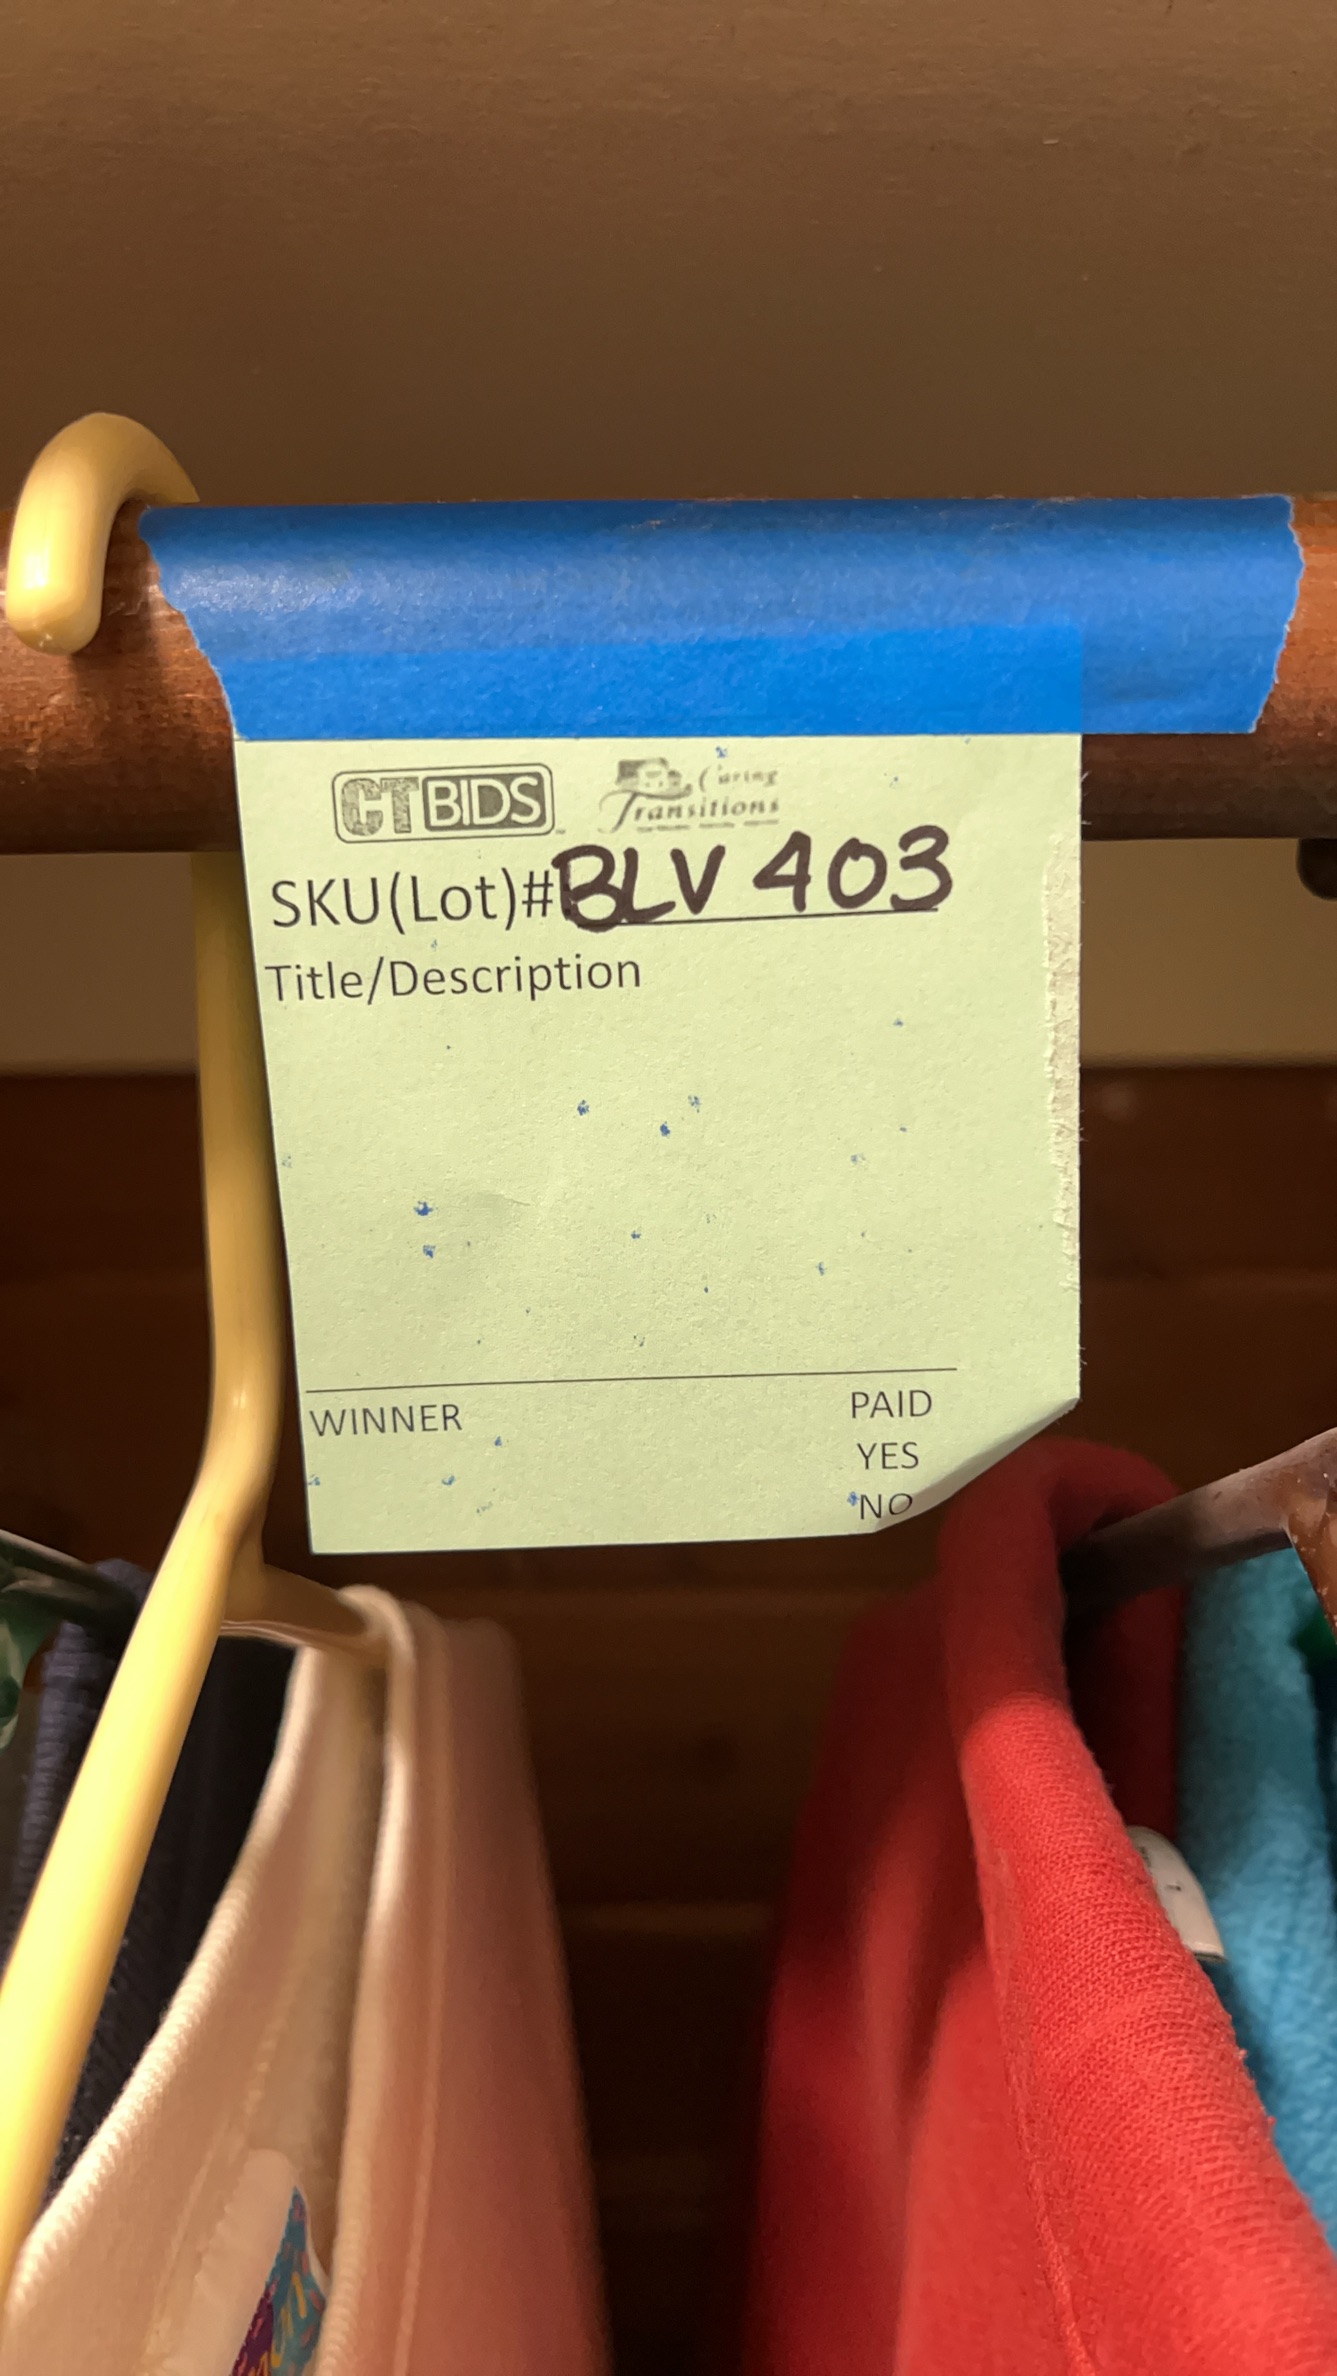 CTBIDS Caring
Transitions
SKU(Lot)#BLV 403
Title/Description
WINNER PAID
YES
NO